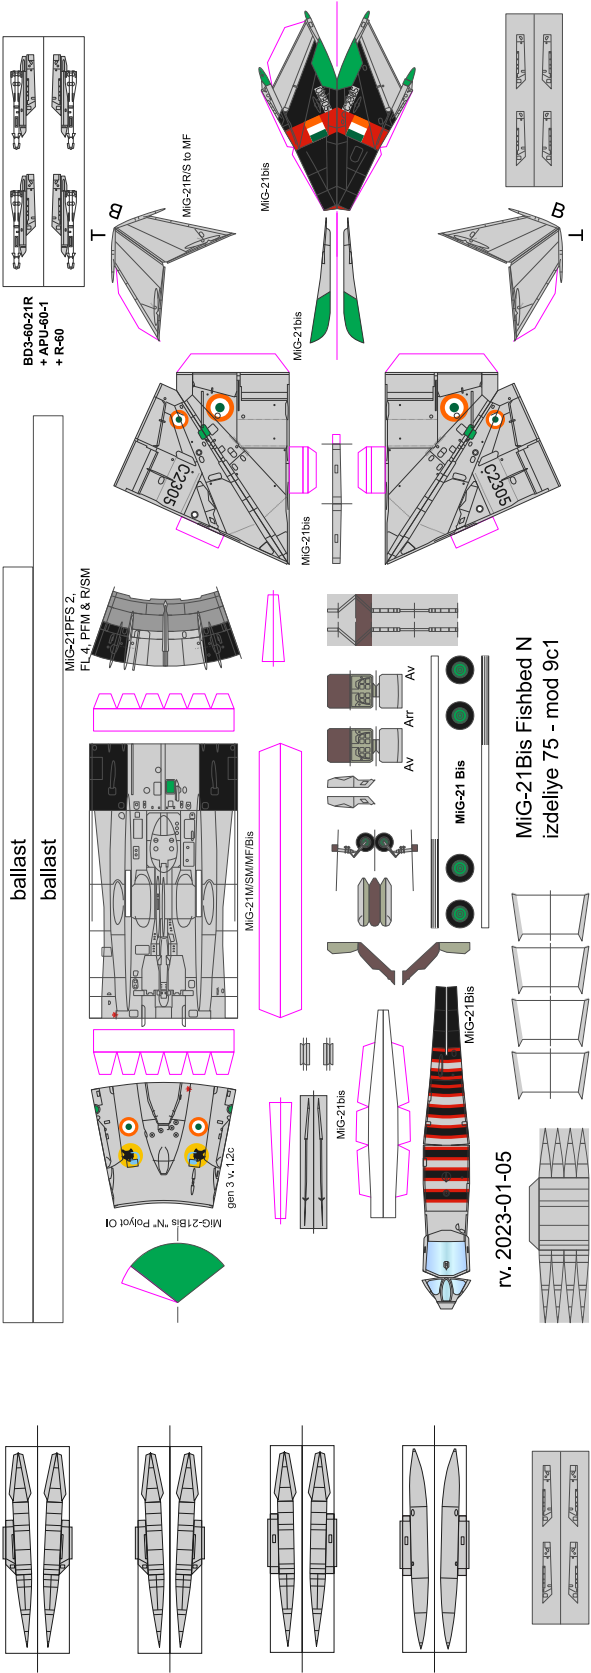 MiG-21R/S to MF
MiG-21bis
B
T
B
T
BD3-60-21R
+ APU-60-1
+ R-60
MiG-21bis
C2305
C2305
MiG-21bis
MiG-21PFS 2,
FL 4, PFM & R/SM
Av
Arr
Av
MiG-21 Bis
MiG-21Bis Fishbed N
izdeliye 75 - mod 9c1
ballast
ballast
MiG-21M/SM/MF/Bis
MiG-21Bis
MiG-21bis
gen 3 v. 1.2c
MiG-21Bis "N" Polyot OI
rv. 2023-01-05